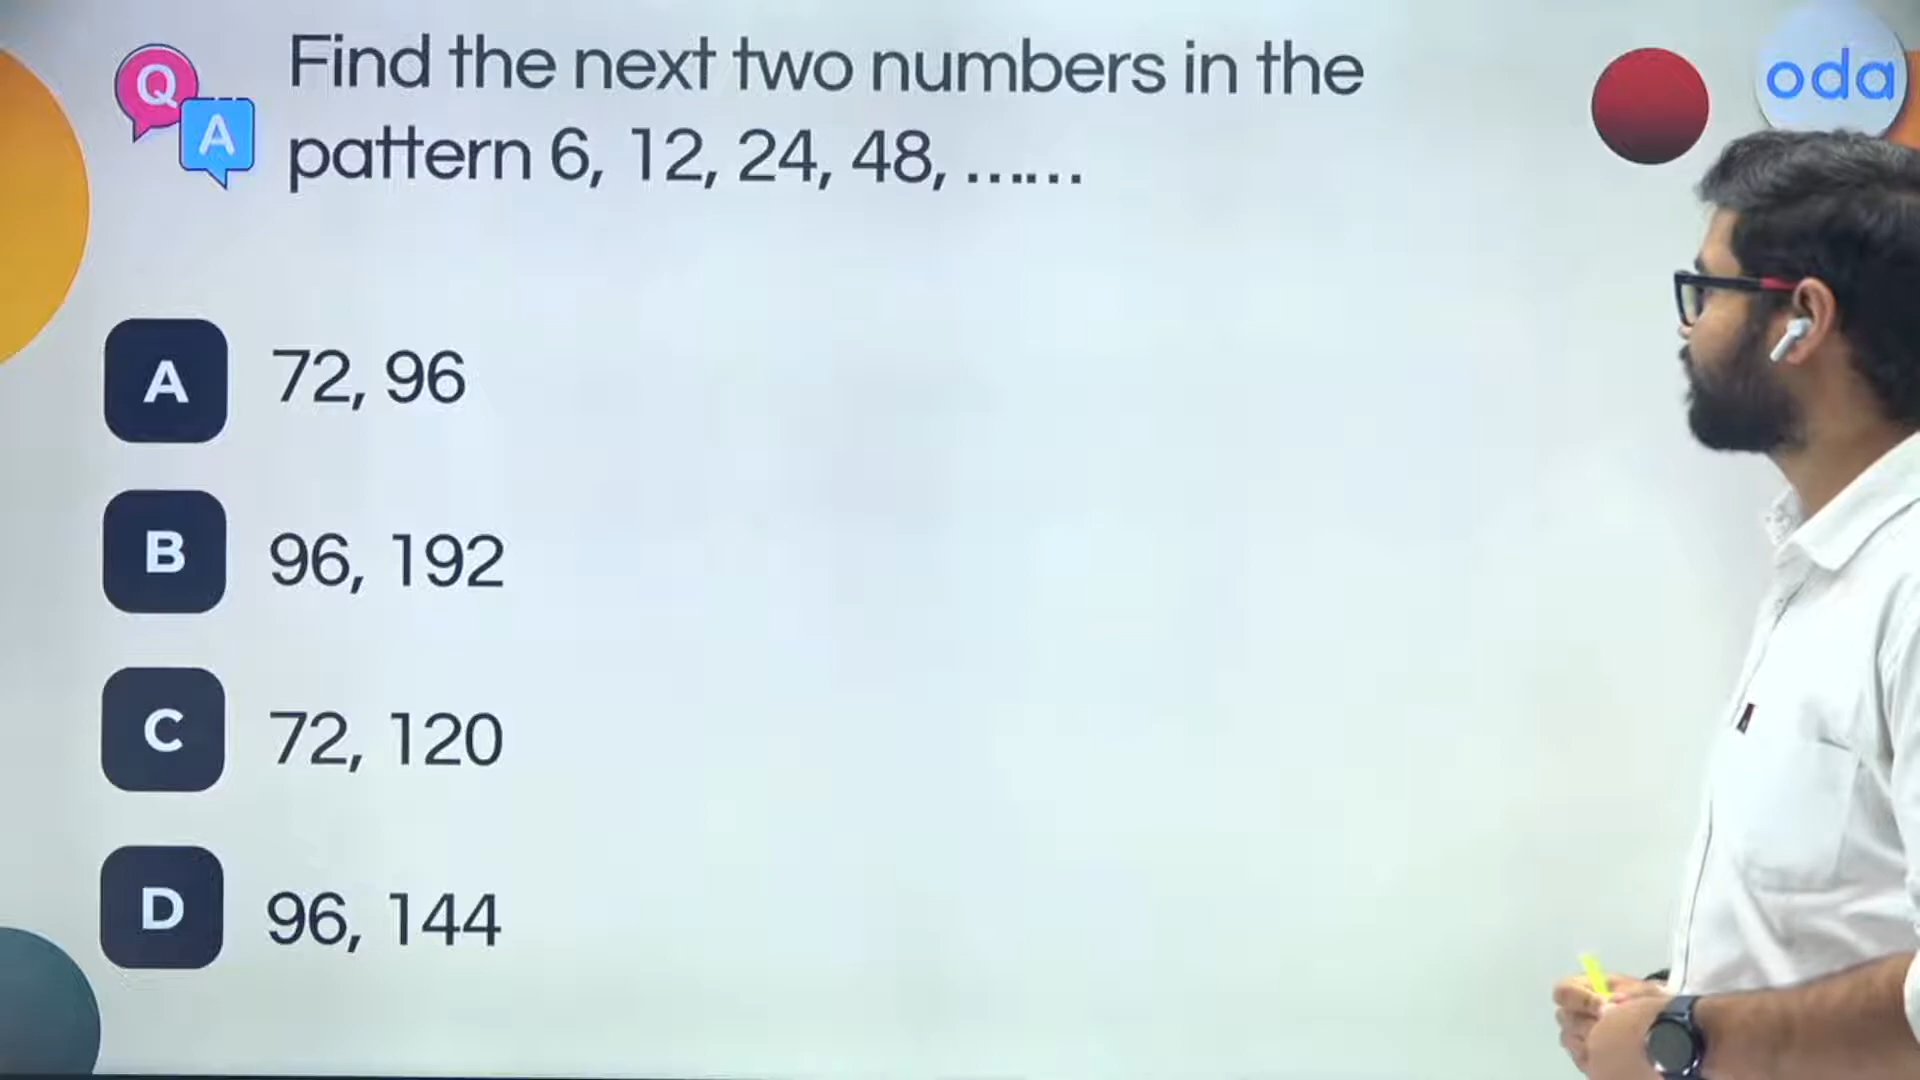 Q
A
Find the next two numbers in the
pattern 6, 12, 24, 48, ......
oda
A 72, 96
B 96, 192
C 72, 120
D 96, 144